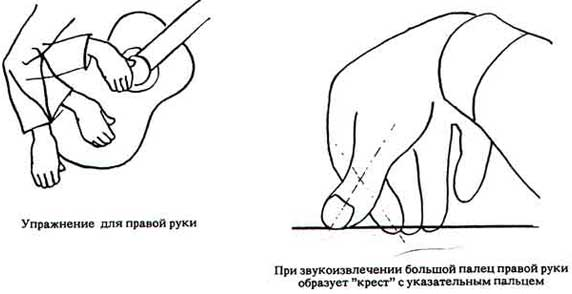 Упражнение для правой руки
При звукоизвлечении большой палец правой руки
образует "крест" с указательным пальцем